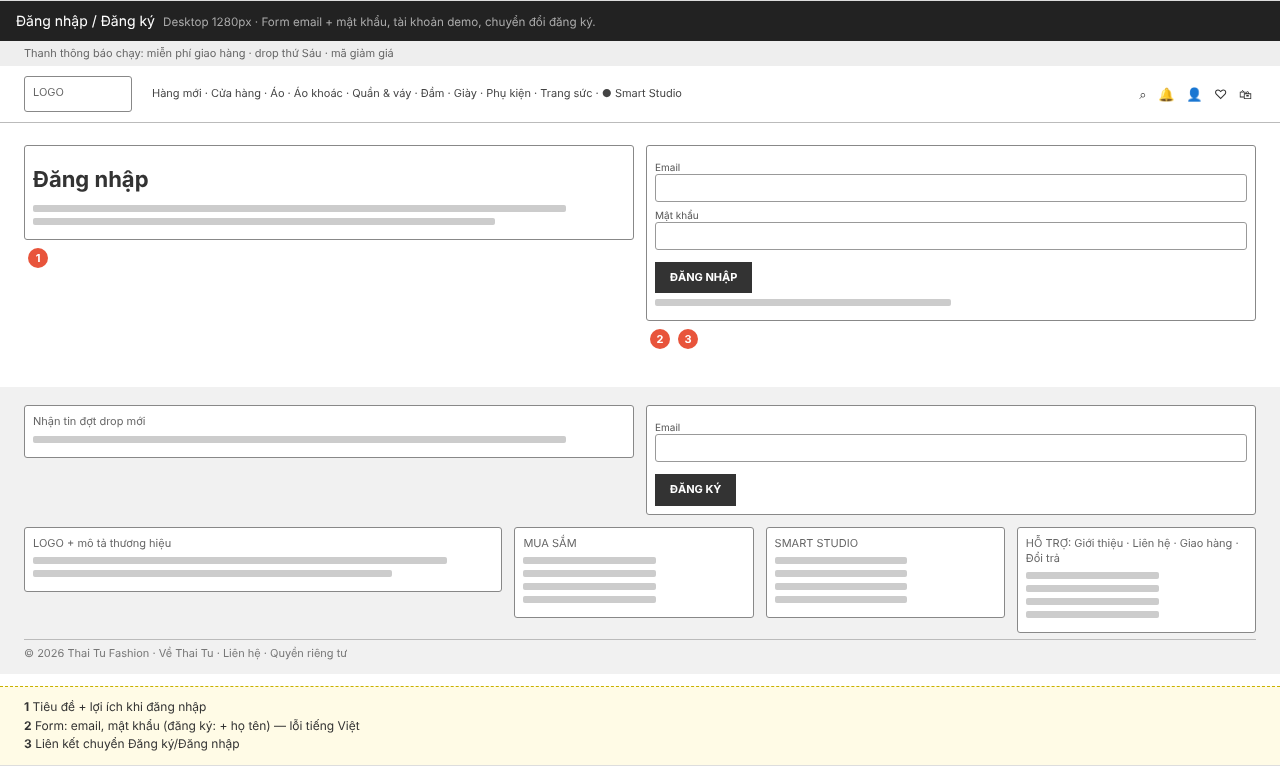 Đăng nhập / Đăng ký Desktop 1280px · Form email + mật khẩu, tài khoản demo, chuyển đổi đăng ký.
Thanh thông báo chạy: miễn phí giao hàng · drop thứ Sáu · mã giảm giá
LOGO
Hàng mới · Cửa hàng · Áo · Áo khoác · Quần & váy · Đầm · Giày · Phụ kiện · Trang sức · ● Smart Studio
Đăng nhập
1
Email
Mật khẩu
ĐĂNG NHẬP
2 3
Nhận tin đợt drop mới
Email
ĐĂNG KÝ
LOGO + mô tả thương hiệu
MUA SẮM
SMART STUDIO
HỖ TRỢ: Giới thiệu · Liên hệ · Giao hàng ·
Đổi trả
© 2026 Thai Tu Fashion · Về Thai Tu · Liên hệ · Quyền riêng tư
1 Tiêu đề + lợi ích khi đăng nhập
2 Form: email, mật khẩu (đăng ký: + họ tên) — lỗi tiếng Việt
3 Liên kết chuyển Đăng ký/Đăng nhập